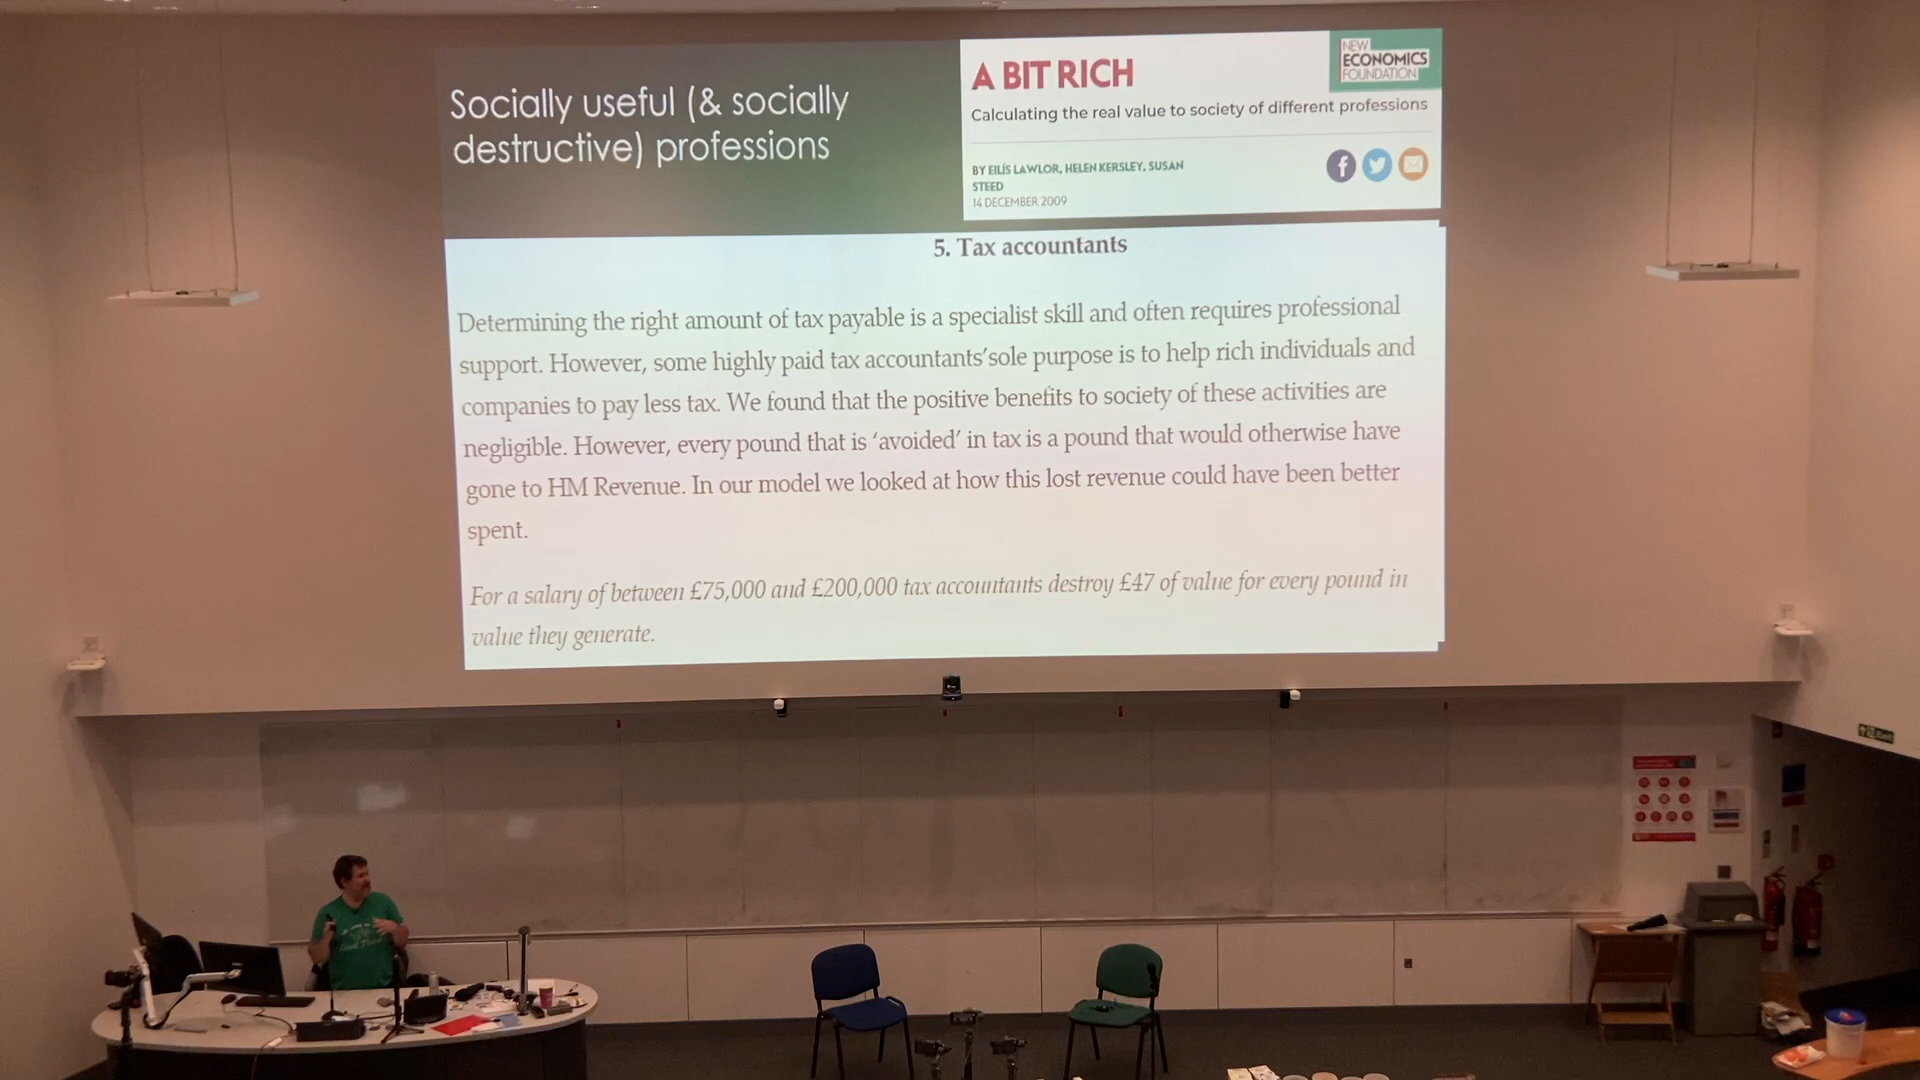 Socially useful (& socially
destructive) professions
A BIT RICH
NEW
ECONOMICS
FOUNDATION
Calculating the real value to society of different professions
BY EILÍS LAWLOR, HELEN KERSLEY, SUSAN
STEED
14 DECEMBER 2009
5. Tax accountants
Determining the right amount of tax payable is a specialist skill and often requires professional
support. However, some highly paid tax accountants’sole purpose is to help rich individuals and
companies to pay less tax. We found that the positive benefits to society of these activities are
negligible. However, every pound that is ‘avoided’ in tax is a pound that would otherwise have
gone to HM Revenue. In our model we looked at how this lost revenue could have been better
spent.
For a salary of between £75,000 and £200,000 tax accountants destroy £47 of value for every pound in
value they generate.